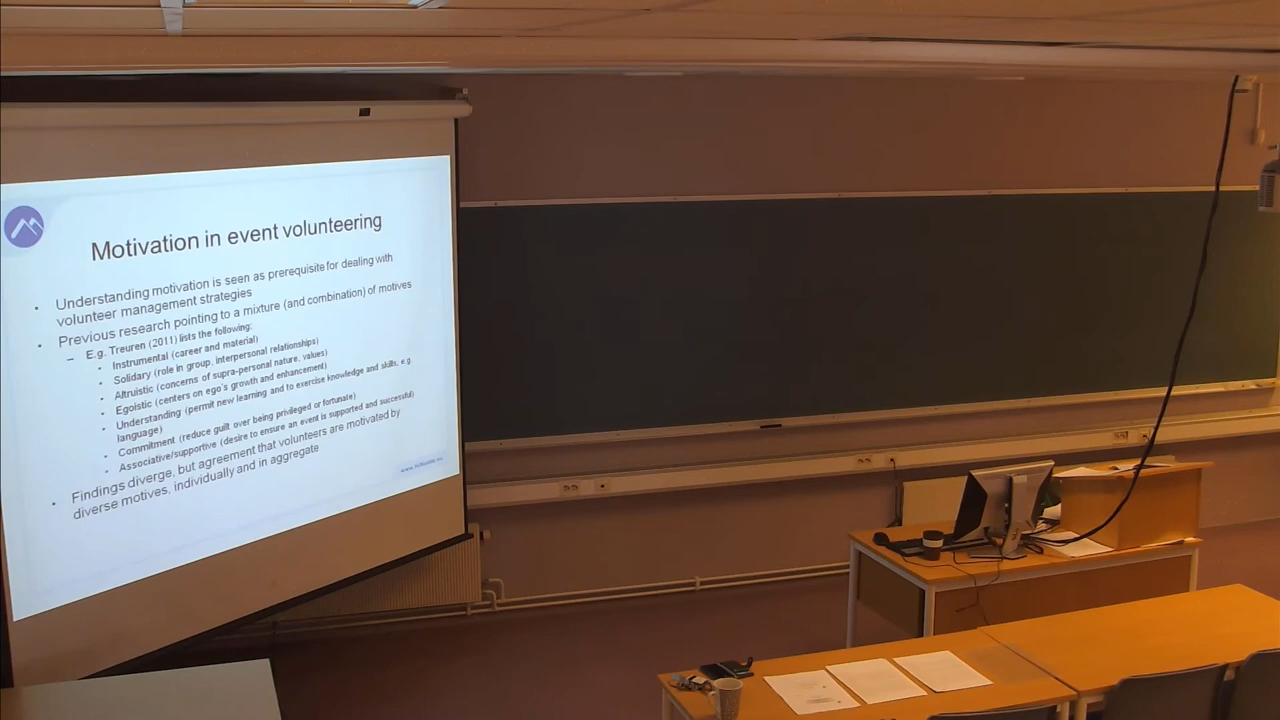 Motivation in event volunteering
• Understanding motivation is seen as prerequisite for dealing with
volunteer management strategies
• Previous research pointing to a mixture (and combination) of motives
– E.g. Treuren (2011) lists the following:
• Instrumental (career and material)
• Solidary (role in group, interpersonal relationships)
• Altruistic (concerns of supra-personal nature, values)
• Egoistic (centers on ego's growth and enhancement)
• Understanding (permit new learning and to exercise knowledge and skills, e.g.
language)
• Commitment (reduce guilt over being privileged or fortunate)
• Associative/supportive (desire to ensure an event is supported and successful)
• Findings diverge, but agreement that volunteers are motivated by
diverse motives, individually and in aggregate